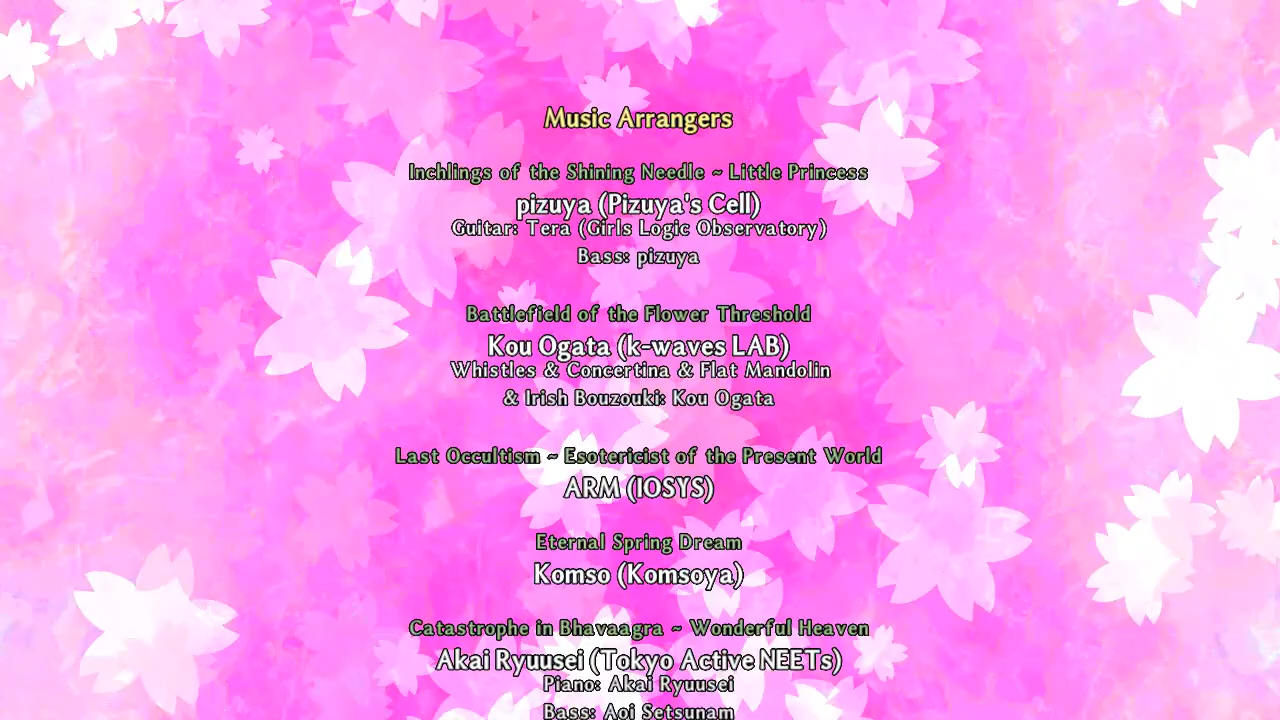 Music Arrangers
Inchlings of the Shining Needle ~ Little Princess
pizuya (Pizuya's Cell)
Guitar: Tera (Girls Logic Observatory)
Bass: pizuya
Battlefield of the Flower Threshold
Kou Ogata (k-waves LAB)
Whistles & Concertina & Flat Mandolin
& Irish Bouzouki: Kou Ogata
Last Occultism ~ Esotericist of the Present World
ARM (IOSYS)
Eternal Spring Dream
Komso (Komsoya)
Catastrophe in Bhavaagra ~ Wonderful Heaven
Akai Ryuusei (Tokyo Active NEETs)
Piano: Akai Ryuusei
Bass: Aoi Setsunam